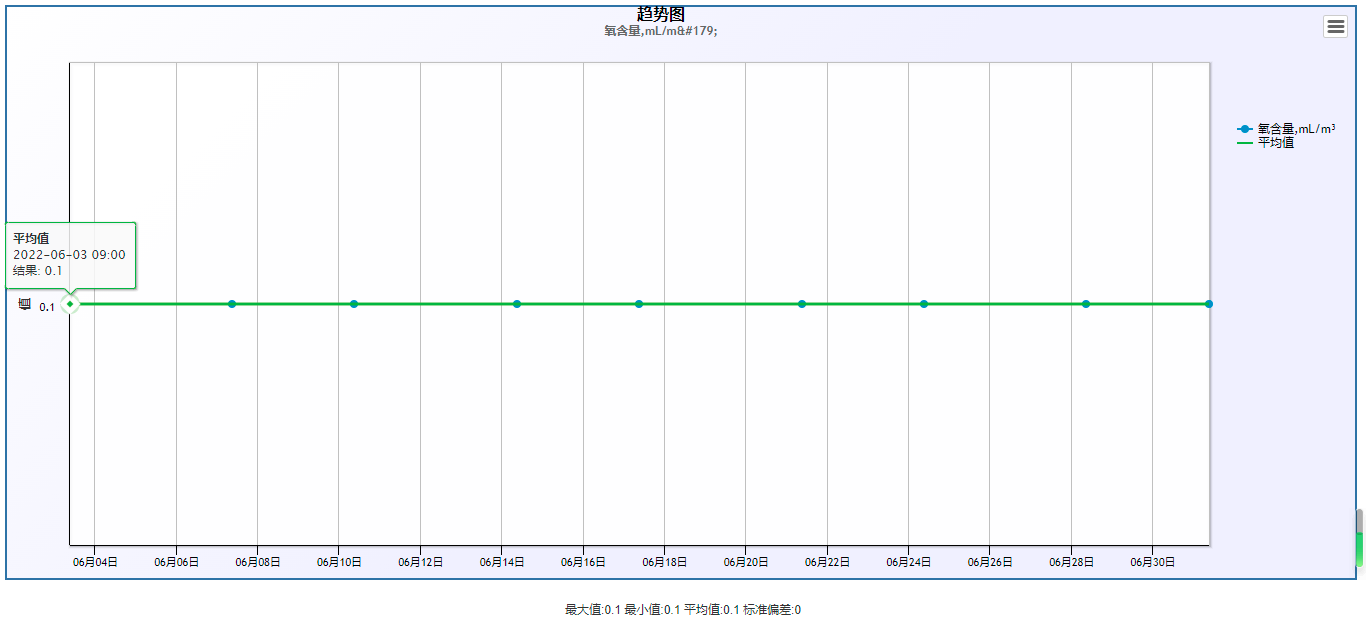 趋势图
氧含量,mL/m&#179;
氧含量,mL/m³
平均值
平均值
2022-06-03 09:00
结果: 0.1
值
0.1
06月04日
06月06日
06月08日
06月10日
06月12日
06月14日
06月16日
06月18日
06月20日
06月22日
06月24日
06月26日
06月28日
06月30日
最大值:0.1 最小值:0.1 平均值:0.1 标准偏差:0